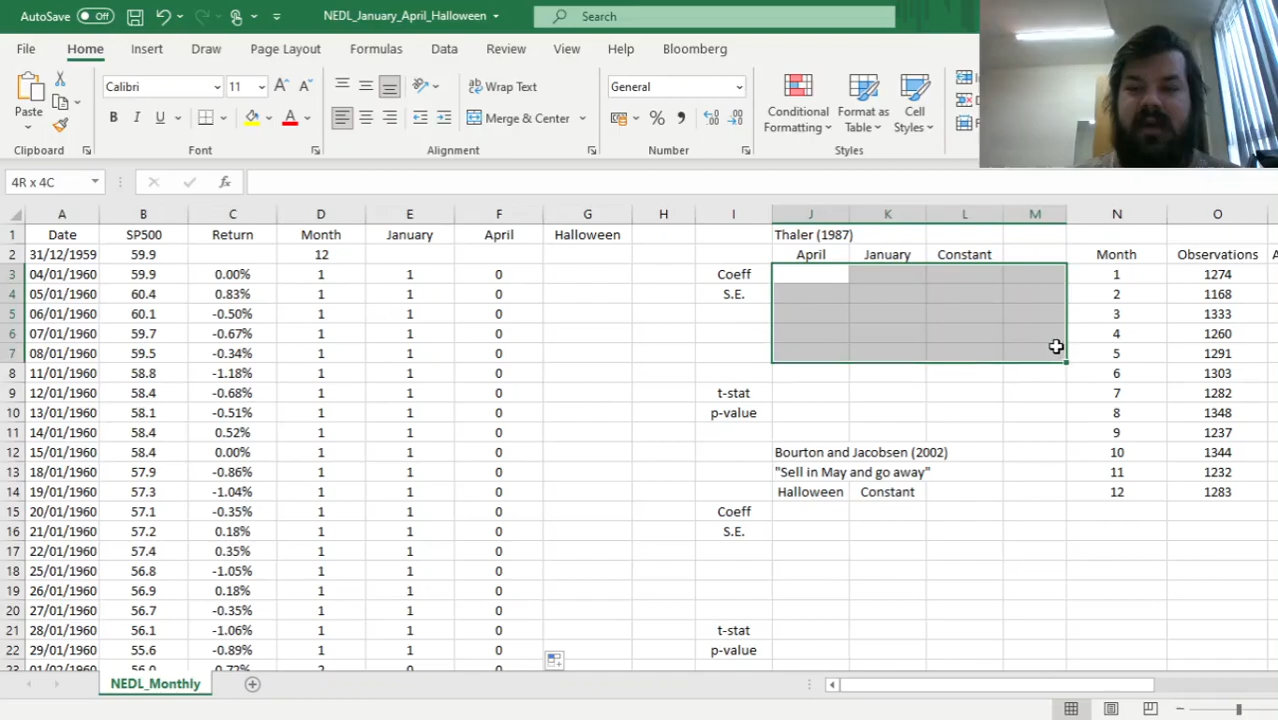 AutoSave Off NEDL_January_April_Halloween Search
File Home Insert Draw Page Layout Formulas Data Review View Help Bloomberg
Paste Calibri 11 A A Wrap Text General Conditional Formatting Format as Table Cell Styles
B I U A Merge & Center % ,
Clipboard Font Alignment Number Styles
4R x 4C fx
A B C D E F G H I J K L M N O
1 Date SP500 Return Month January April Halloween Thaler (1987)
2 31/12/1959 59.9 12 April January Constant Month Observations
3 04/01/1960 59.9 0.00% 1 1 0 Coeff 1 1274
4 05/01/1960 60.4 0.83% 1 1 0 S.E. 2 1168
5 06/01/1960 60.1 -0.50% 1 1 0 3 1333
6 07/01/1960 59.7 -0.67% 1 1 0 4 1260
7 08/01/1960 59.5 -0.34% 1 1 0 5 1291
8 11/01/1960 58.8 -1.18% 1 1 0 6 1303
9 12/01/1960 58.4 -0.68% 1 1 0 t-stat 7 1282
10 13/01/1960 58.1 -0.51% 1 1 0 p-value 8 1348
11 14/01/1960 58.4 0.52% 1 1 0 9 1237
12 15/01/1960 58.4 0.00% 1 1 0 Bourton and Jacobsen (2002) 10 1344
13 18/01/1960 57.9 -0.86% 1 1 0 "Sell in May and go away" 11 1232
14 19/01/1960 57.3 -1.04% 1 1 0 Halloween Constant 12 1283
15 20/01/1960 57.1 -0.35% 1 1 0 Coeff
16 21/01/1960 57.2 0.18% 1 1 0 S.E.
17 22/01/1960 57.4 0.35% 1 1 0
18 25/01/1960 56.8 -1.05% 1 1 0
19 26/01/1960 56.9 0.18% 1 1 0
20 27/01/1960 56.7 -0.35% 1 1 0
21 28/01/1960 56.1 -1.06% 1 1 0 t-stat
22 29/01/1960 55.6 -0.89% 1 1 0 p-value
NEDL_Monthly